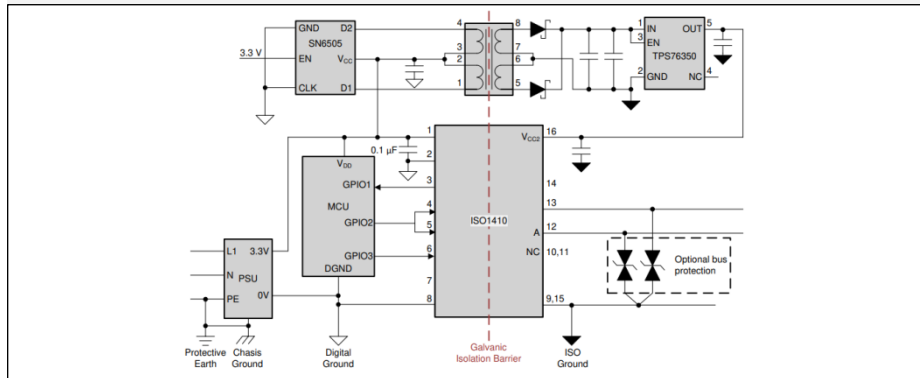 GND D2 4 8 1 IN OUT 5
SN6505 3 EN
3.3 V EN VCC 3 7 TPS76350
2 6 2 GND NC 4
CLK D1 1 5
1 VCC2 16
0.1 µF
VDD 2
GPIO1 3 14
MCU 4 ISO1410 13
GPIO2 5 A 12
L1 3.3V GPIO3 6 NC 10,11 Optional bus
N PSU DGND protection
PE 0V 7
8 9,15
Protective Chasis Digital Galvanic ISO
Earth Ground Ground Isolation Barrier Ground